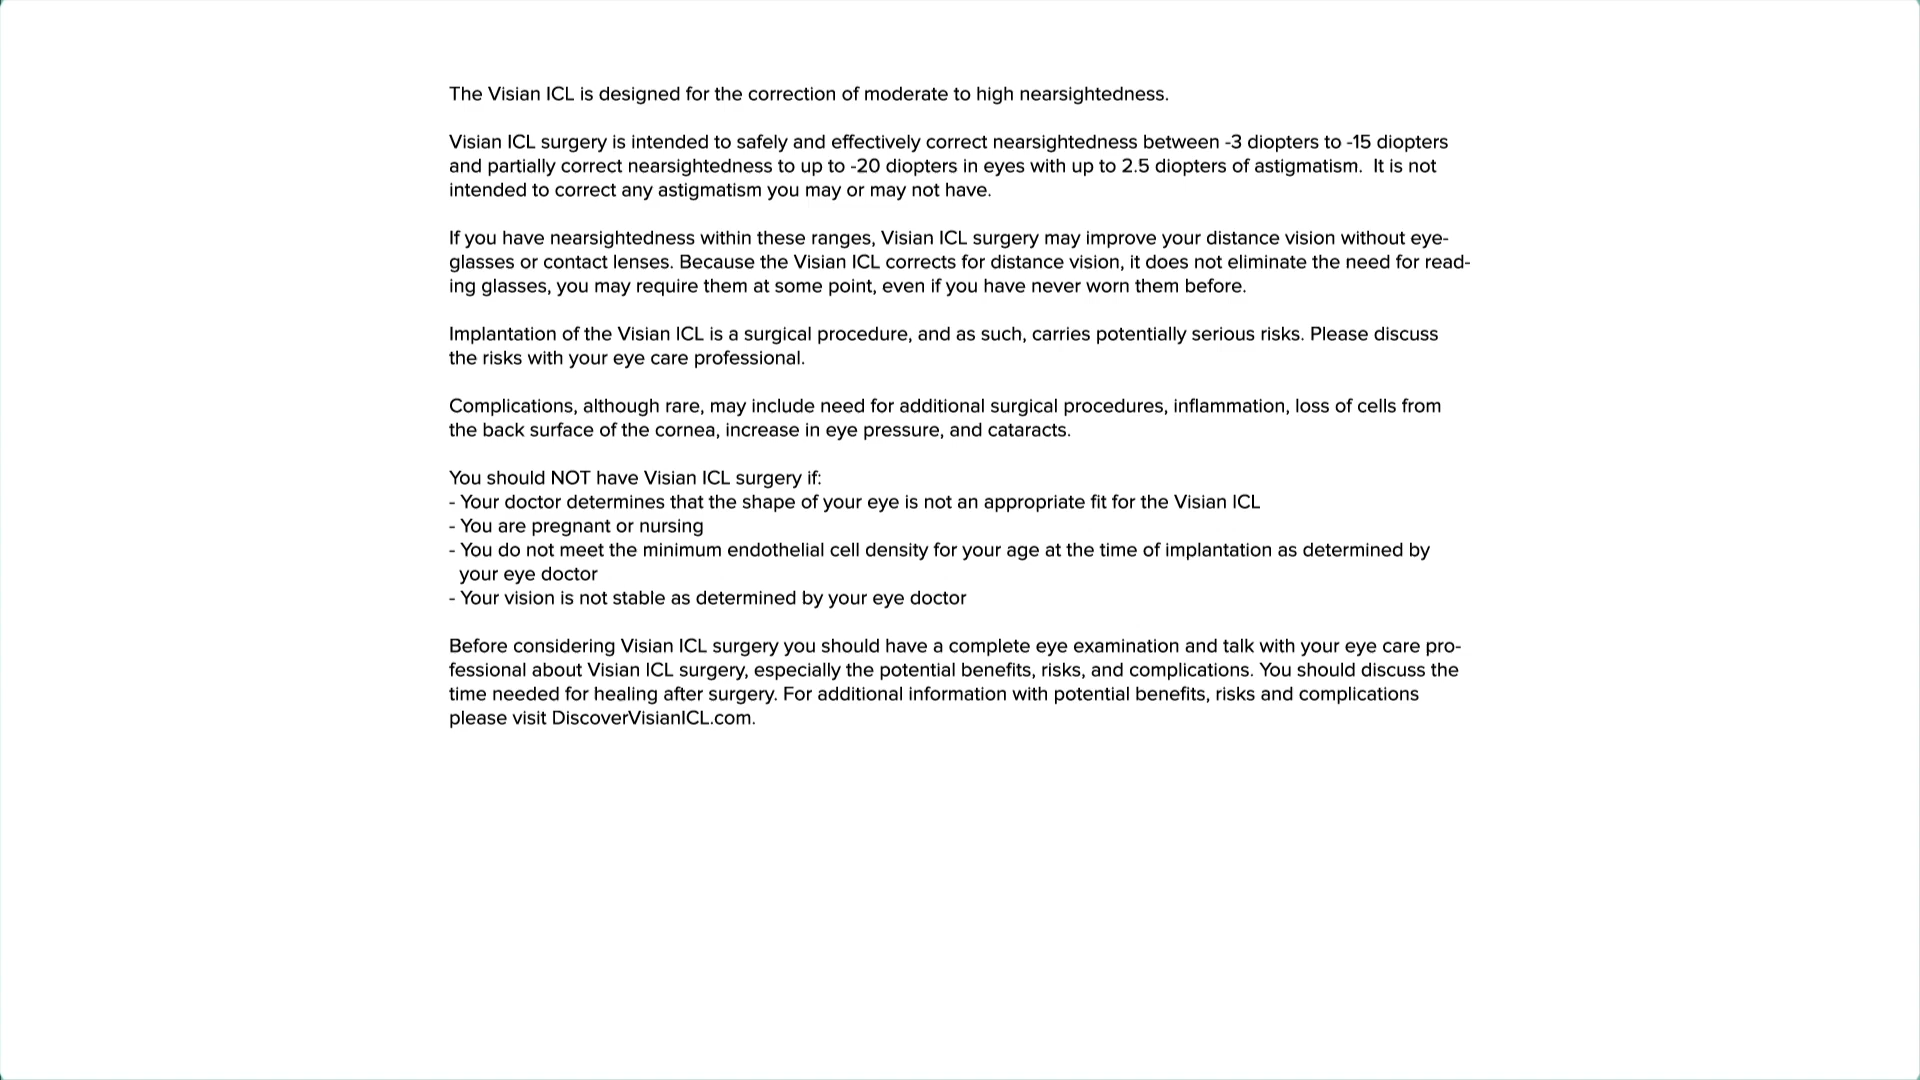 The Visian ICL is designed for the correction of moderate to high nearsightedness.
Visian ICL surgery is intended to safely and effectively correct nearsightedness between -3 diopters to -15 diopters
and partially correct nearsightedness to up to -20 diopters in eyes with up to 2.5 diopters of astigmatism.  It is not
intended to correct any astigmatism you may or may not have.
If you have nearsightedness within these ranges, Visian ICL surgery may improve your distance vision without eye-
glasses or contact lenses. Because the Visian ICL corrects for distance vision, it does not eliminate the need for read-
ing glasses, you may require them at some point, even if you have never worn them before.
Implantation of the Visian ICL is a surgical procedure, and as such, carries potentially serious risks. Please discuss
the risks with your eye care professional.
Complications, although rare, may include need for additional surgical procedures, inflammation, loss of cells from
the back surface of the cornea, increase in eye pressure, and cataracts.
You should NOT have Visian ICL surgery if:
- Your doctor determines that the shape of your eye is not an appropriate fit for the Visian ICL
- You are pregnant or nursing
- You do not meet the minimum endothelial cell density for your age at the time of implantation as determined by
your eye doctor
- Your vision is not stable as determined by your eye doctor
Before considering Visian ICL surgery you should have a complete eye examination and talk with your eye care pro-
fessional about Visian ICL surgery, especially the potential benefits, risks, and complications. You should discuss the
time needed for healing after surgery. For additional information with potential benefits, risks and complications
please visit DiscoverVisianICL.com.